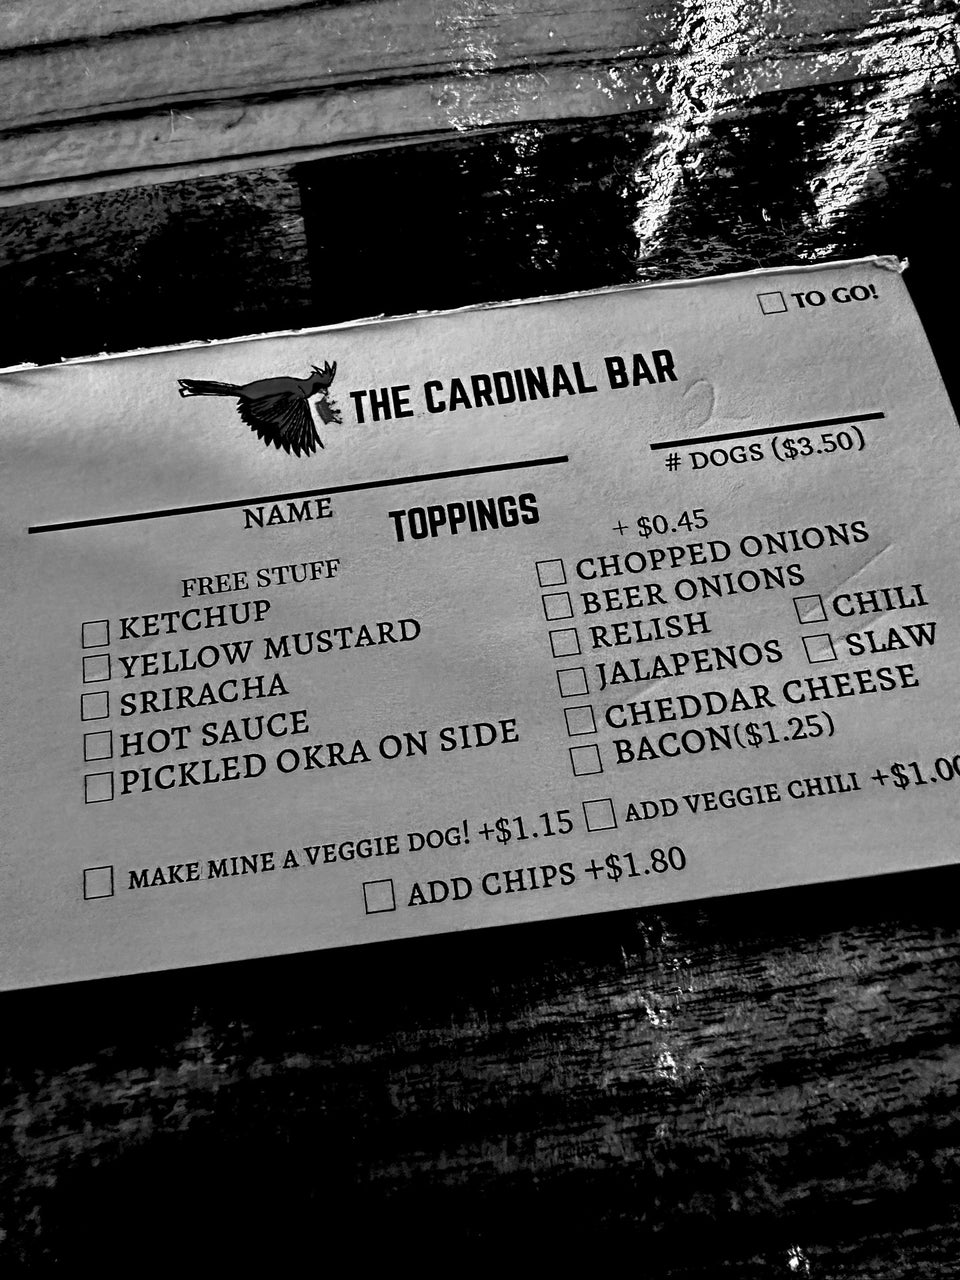 TO GO!
THE CARDINAL BAR
# DOGS ($3.50)
NAME
TOPPINGS
FREE STUFF
KETCHUP
YELLOW MUSTARD
SRIRACHA
HOT SAUCE
PICKLED OKRA ON SIDE
+ $0.45
CHOPPED ONIONS
BEER ONIONS
RELISH CHILI
JALAPENOS SLAW
CHEDDAR CHEESE
BACON($1.25)
MAKE MINE A VEGGIE DOG! +$1.15 ADD VEGGIE CHILI +$1.00
ADD CHIPS +$1.80